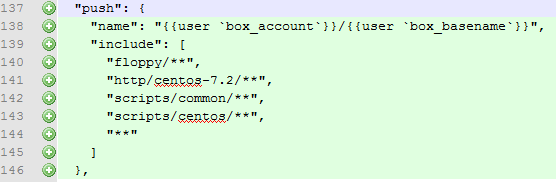 137 "push": {
138 "name": "{{user `box_account`}}/{{user `box_basename`}}",
139 "include": [
140 "floppy/**",
141 "http/centos-7.2/**",
142 "scripts/common/**",
143 "scripts/centos/**",
144 "**"
145 ]
146 },